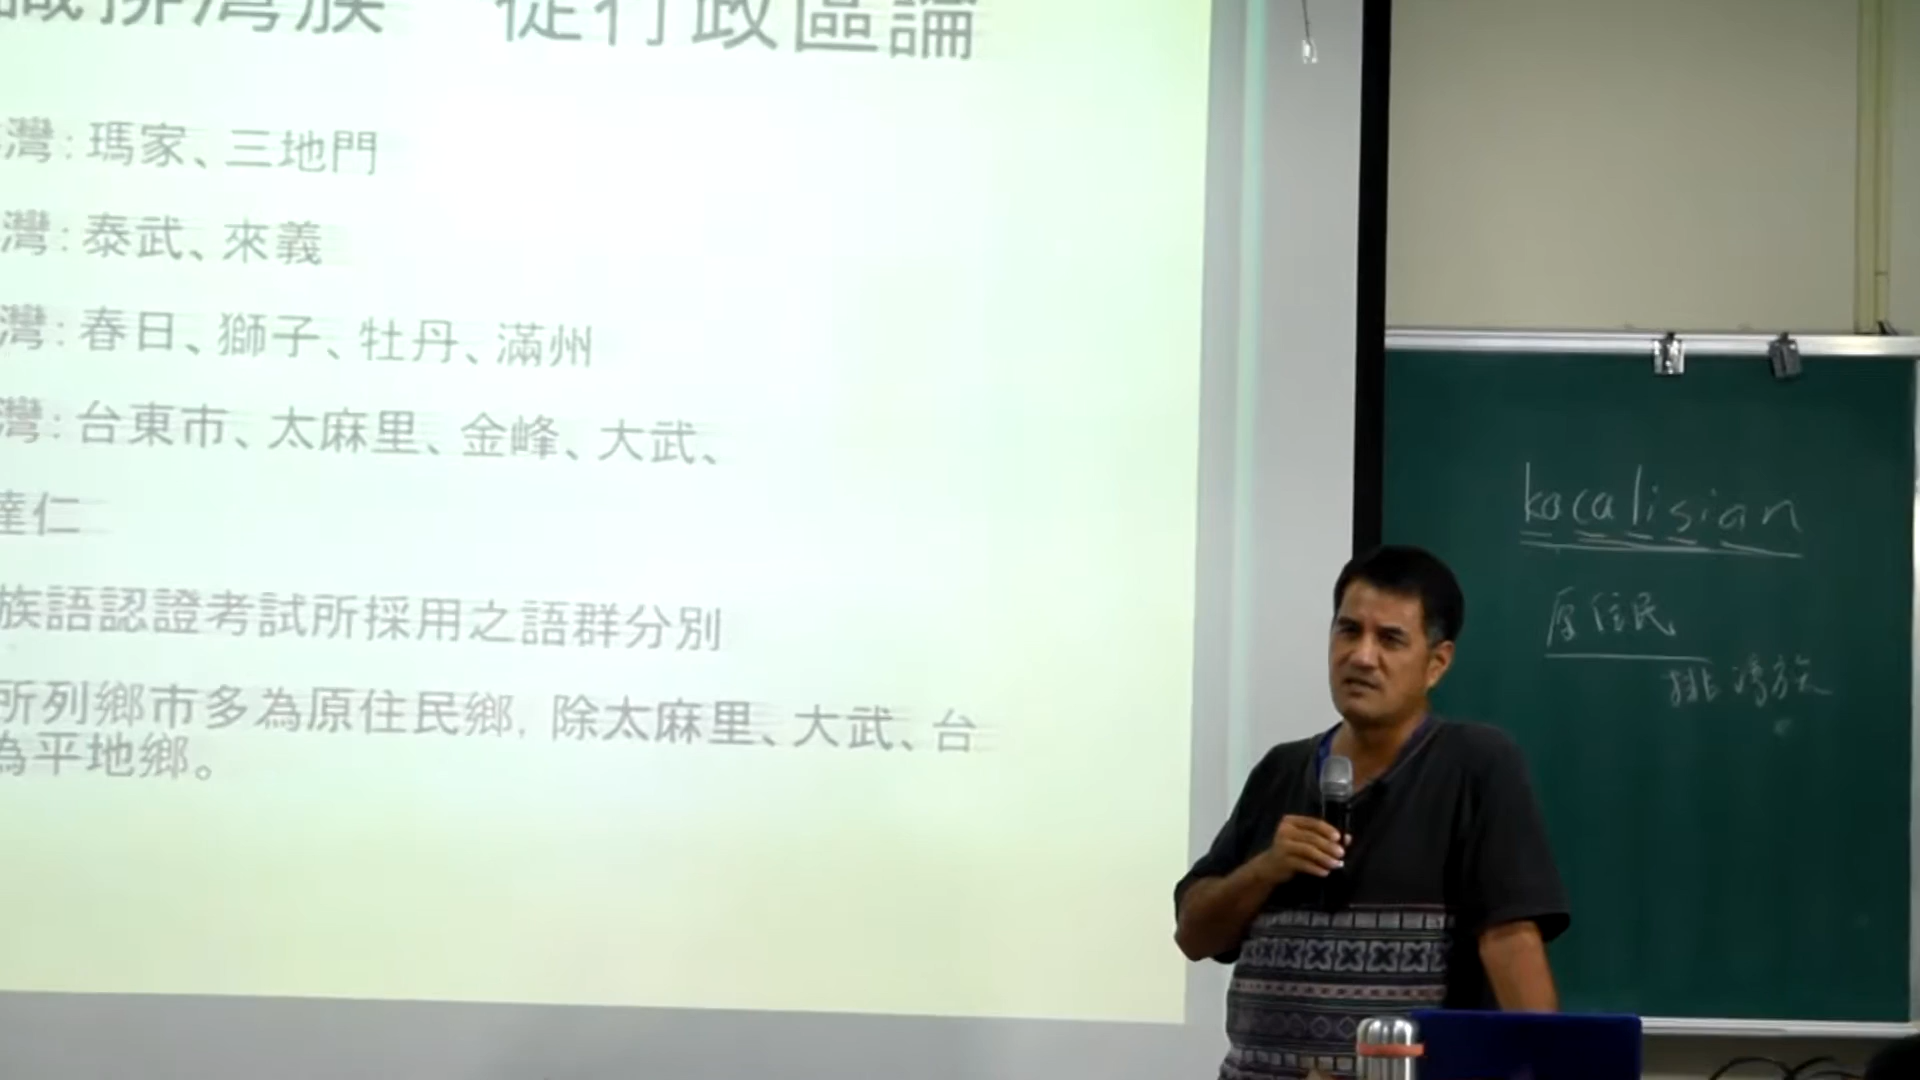 識排灣族 從行政區論
灣:瑪家、三地門
灣:泰武、來義
灣:春日、獅子、牡丹、滿州
灣:台東市、太麻里、金峰、大武、
達仁
族語認證考試所採用之語群分別
所列鄉市多為原住民鄉,除太麻里、大武、台
為平地鄉。
kacalisian
原住民
排灣族